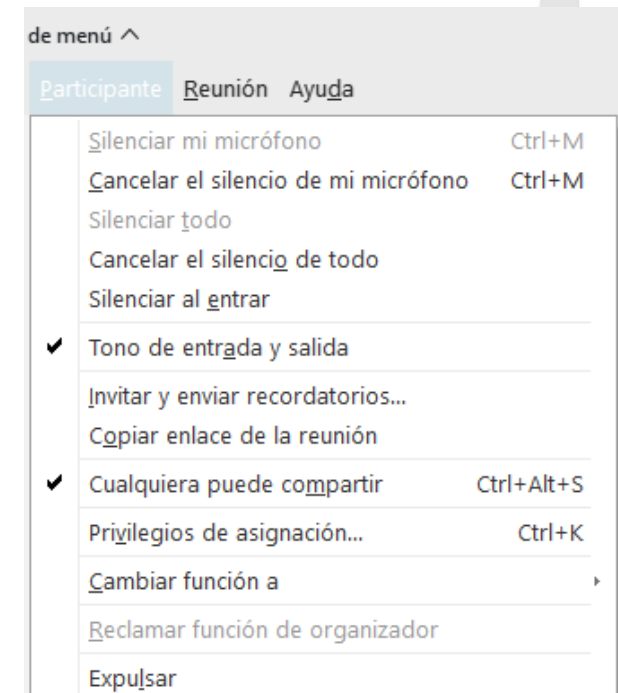 de menú
Participante Reunión Ayuda
Silenciar mi micrófono Ctrl+M
Cancelar el silencio de mi micrófono Ctrl+M
Silenciar todo
Cancelar el silencio de todo
Silenciar al entrar
Tono de entrada y salida
Invitar y enviar recordatorios...
Copiar enlace de la reunión
Cualquiera puede compartir Ctrl+Alt+S
Privilegios de asignación... Ctrl+K
Cambiar función a
Reclamar función de organizador
Expulsar